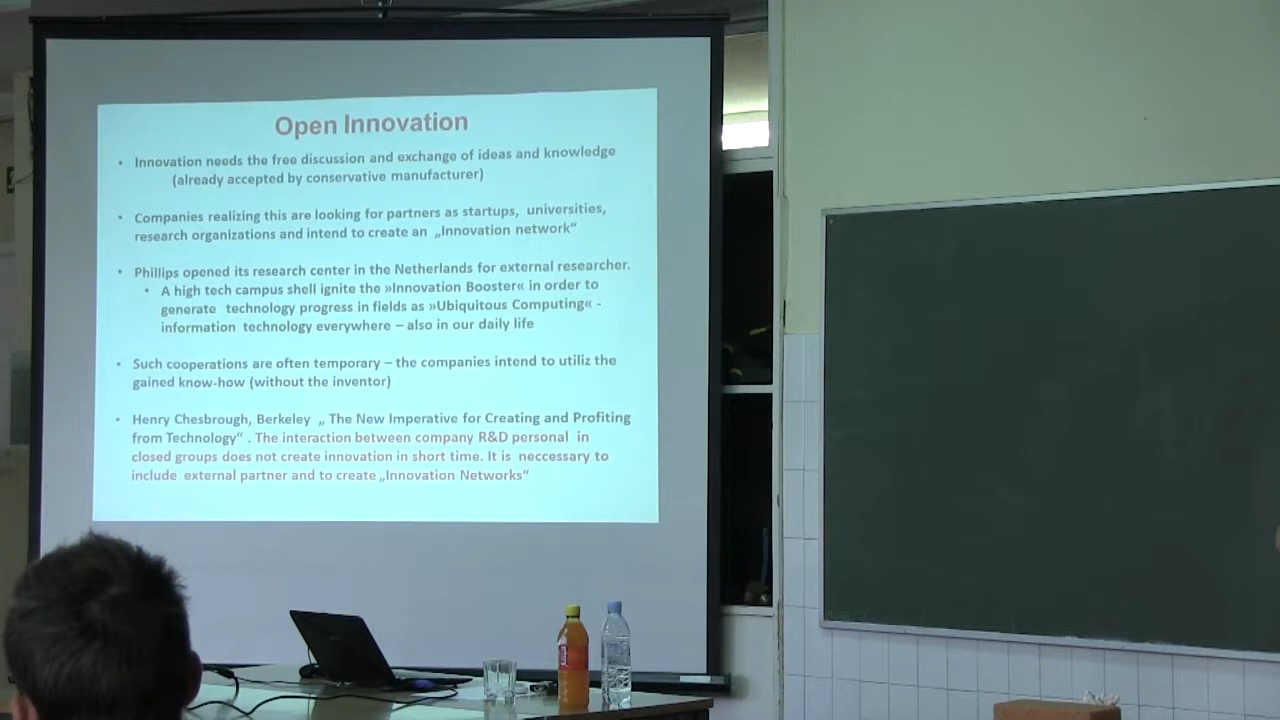 Open Innovation
• Innovation needs the free discussion and exchange of ideas and knowledge
(already accepted by conservative manufacturer)
• Companies realizing this are looking for partners as startups, universities,
research organizations and intend to create an „Innovation network“
• Phillips opened its research center in the Netherlands for external researcher.
• A high tech campus shell ignite the »Innovation Booster« in order to
generate technology progress in fields as »Ubiquitous Computing« -
information technology everywhere – also in our daily life
• Such cooperations are often temporary – the companies intend to utiliz the
gained know-how (without the inventor)
• Henry Chesbrough, Berkeley „ The New Imperative for Creating and Profiting
from Technology“ . The interaction between company R&D personal in
closed groups does not create innovation in short time. It is neccessary to
include external partner and to create „Innovation Networks“